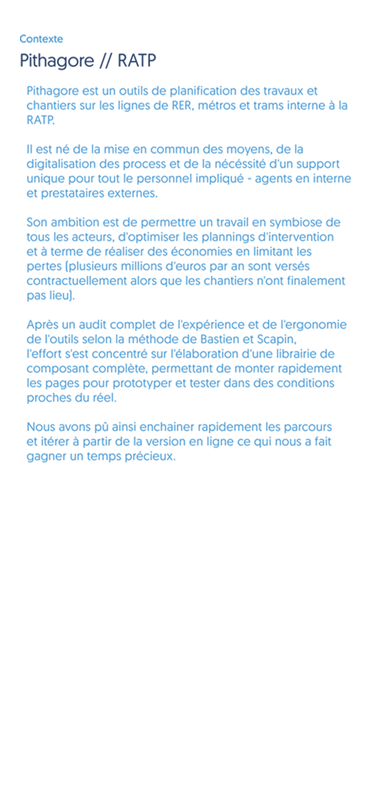 Contexte
Pithagore // RATP
Pithagore est un outils de planification des travaux et
chantiers sur les lignes de RER, métros et trams interne à la
RATP.
Il est né de la mise en commun des moyens, de la
digitalisation des process et de la nécéssité d'un support
unique pour tout le personnel impliqué - agents en interne
et prestataires externes.
Son ambition est de permettre un travail en symbiose de
tous les acteurs, d'optimiser les plannings d'intervention
et à terme de réaliser des économies en limitant les
pertes (plusieurs millions d'euros par an sont versés
contractuellement alors que les chantiers n'ont finalement
pas lieu).
Après un audit complet de l'expérience et de l'ergonomie
de l'outils selon la méthode de Bastien et Scapin,
l'effort s'est concentré sur l'élaboration d'une librairie de
composant complète, permettant de monter rapidement
les pages pour prototyper et tester dans des conditions
proches du réel.
Nous avons pû ainsi enchainer rapidement les parcours
et itérer à partir de la version en ligne ce qui nous a fait
gagner un temps précieux.